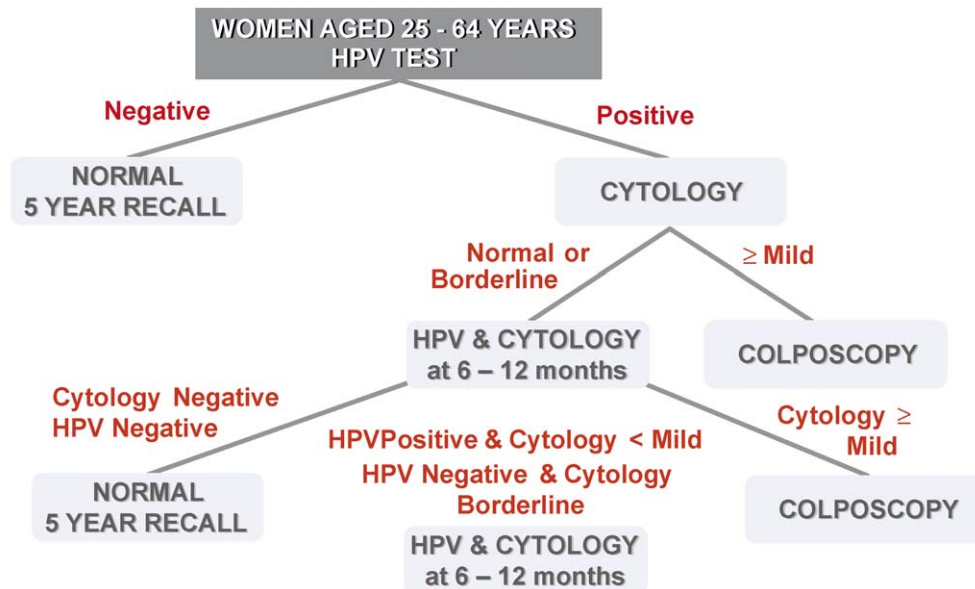 WOMEN AGED 25 - 64 YEARS
HPV TEST
Negative
Positive
NORMAL
5 YEAR RECALL
CYTOLOGY
Normal or
Borderline
≥ Mild
HPV & CYTOLOGY
at 6 – 12 months
COLPOSCOPY
Cytology Negative
HPV Negative
HPVPositive & Cytology < Mild
HPV Negative & Cytology
Borderline
Cytology ≥
Mild
NORMAL
5 YEAR RECALL
HPV & CYTOLOGY
at 6 – 12 months
COLPOSCOPY